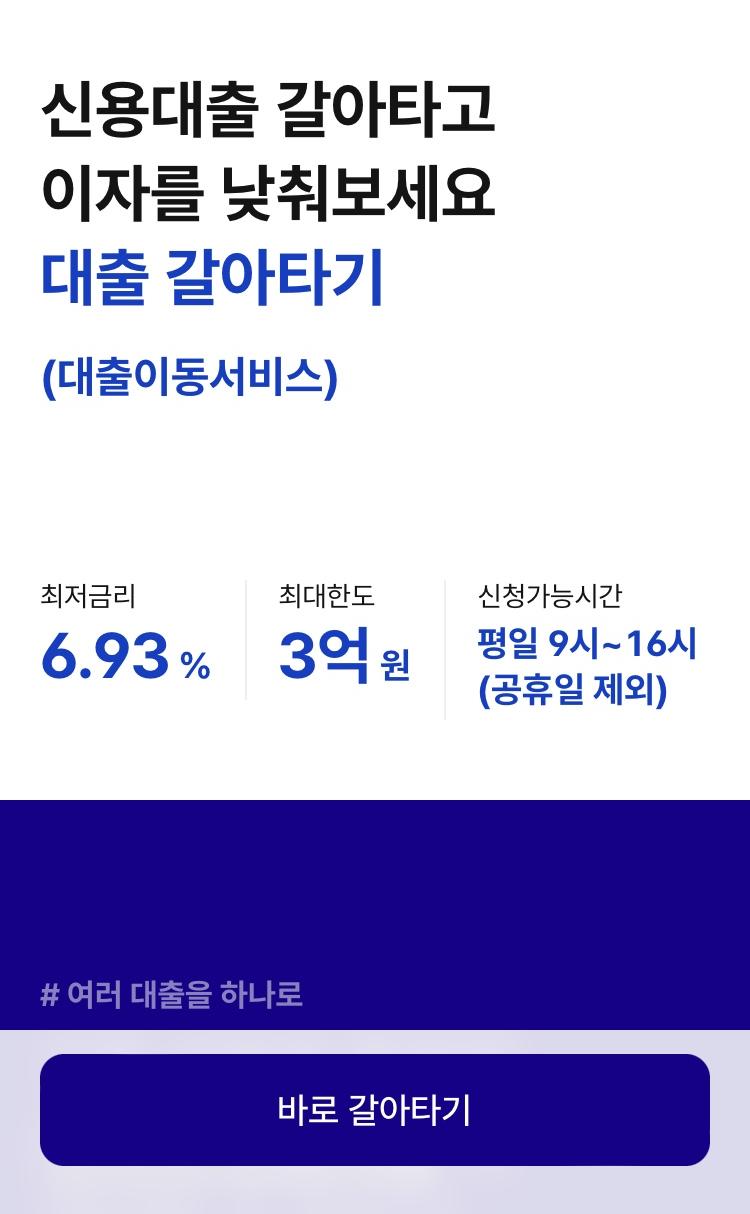 신용대출 갈아타고
이자를 낮춰보세요
대출 갈아타기
(대출이동서비스)
최저금리
6.93 %
최대한도
3억 원
신청가능시간
평일 9시~16시
(공휴일 제외)
# 여러 대출을 하나로
바로 갈아타기